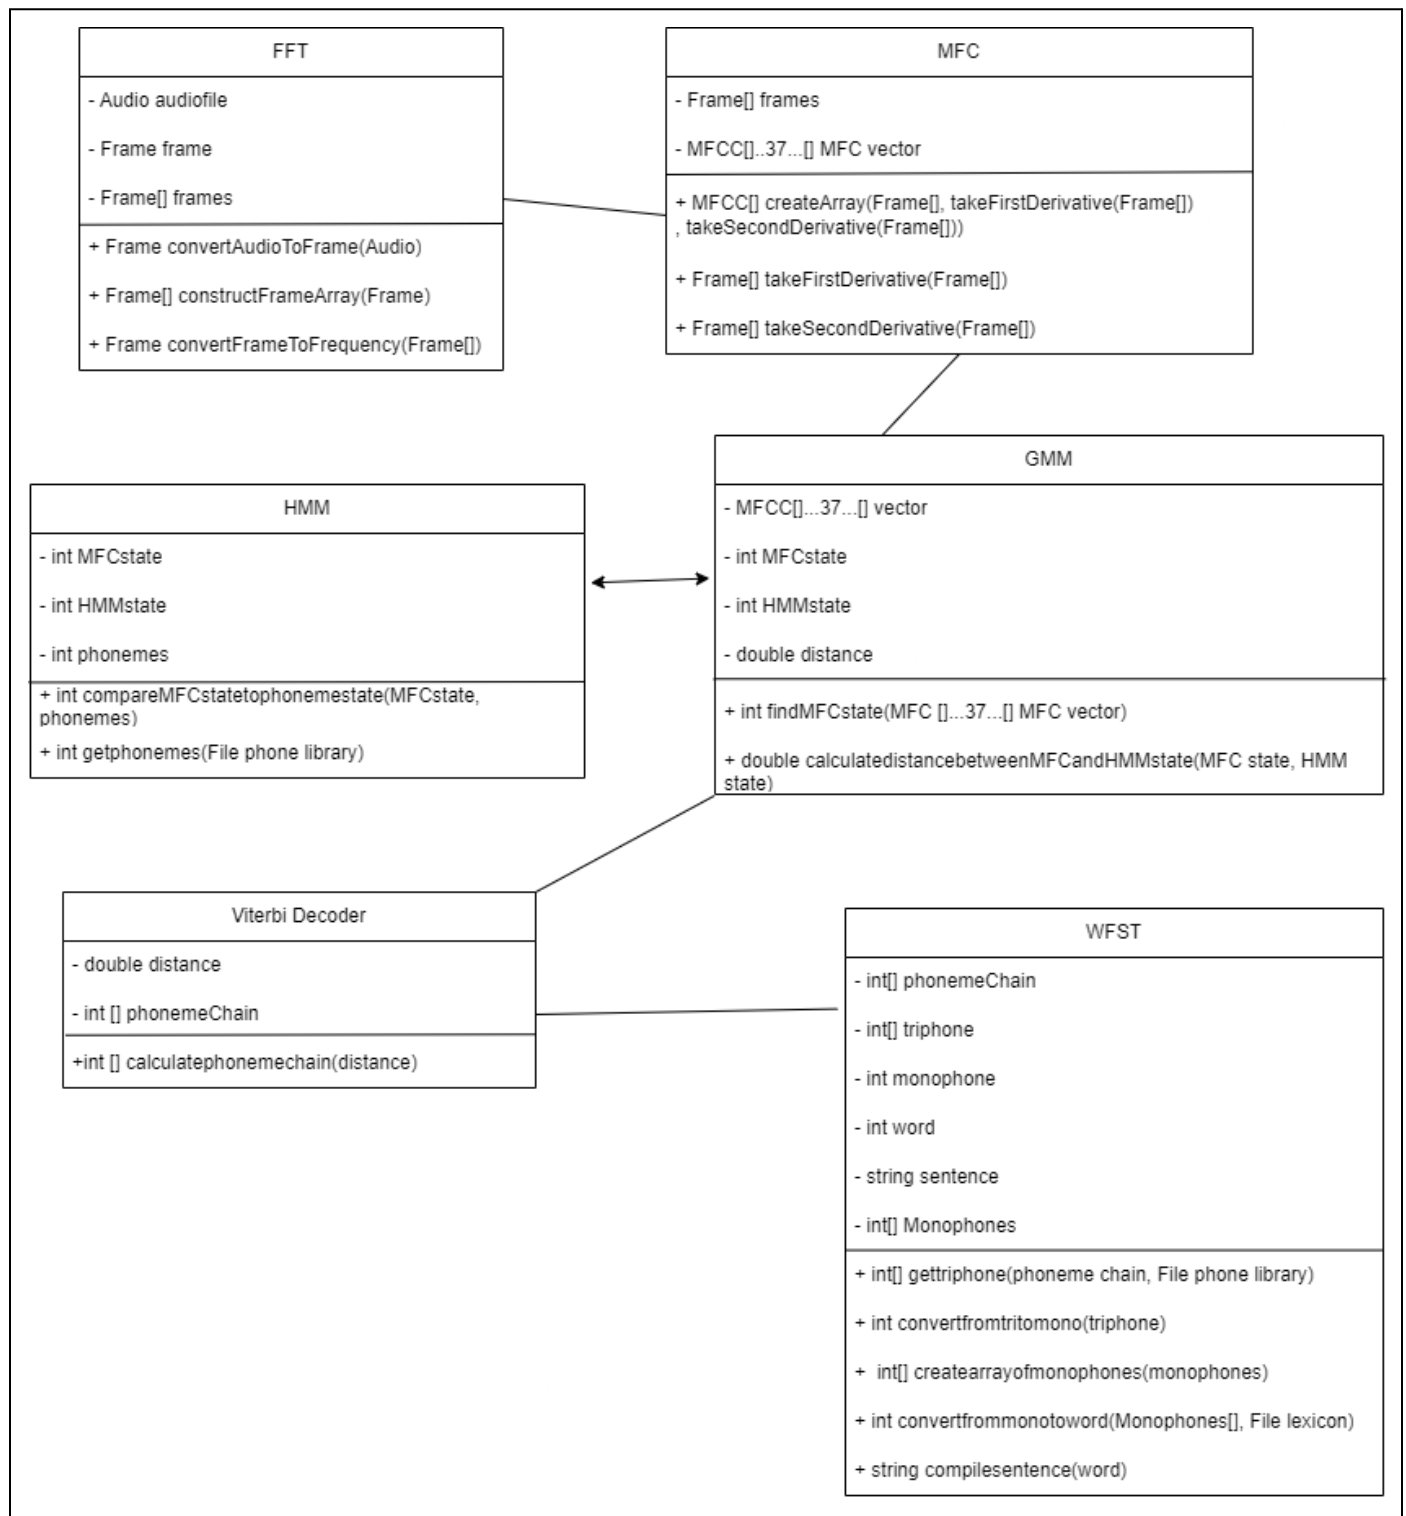 FFT
- Audio audiofile
- Frame frame
- Frame[] frames
+ Frame convertAudioToFrame(Audio)
+ Frame[] constructFrameArray(Frame)
+ Frame convertFrameToFrequency(Frame[])
MFC
- Frame[] frames
- MFCC[]..37...[] MFC vector
+ MFCC[] createArray(Frame[], takeFirstDerivative(Frame[])
, takeSecondDerivative(Frame[]))
+ Frame[] takeFirstDerivative(Frame[])
+ Frame[] takeSecondDerivative(Frame[])
HMM
- int MFCstate
- int HMMstate
- int phonemes
+ int compareMFCstatetophonemestate(MFCstate,
phonemes)
+ int getphonemes(File phone library)
GMM
- MFCC[]...37...[] vector
- int MFCstate
- int HMMstate
- double distance
+ int findMFCstate(MFC []...37...[] MFC vector)
+ double calculatedistancebetweenMFCandHMMstate(MFC state, HMM
state)
Viterbi Decoder
- double distance
- int [] phonemeChain
+int [] calculatephonemechain(distance)
WFST
- int[] phonemeChain
- int[] triphone
- int monophone
- int word
- string sentence
- int[] Monophones
+ int[] gettriphone(phoneme chain, File phone library)
+ int convertfromtritomono(triphone)
+  int[] createarrayofmonophones(monophones)
+ int convertfrommonotoword(Monophones[], File lexicon)
+ string compilesentence(word)